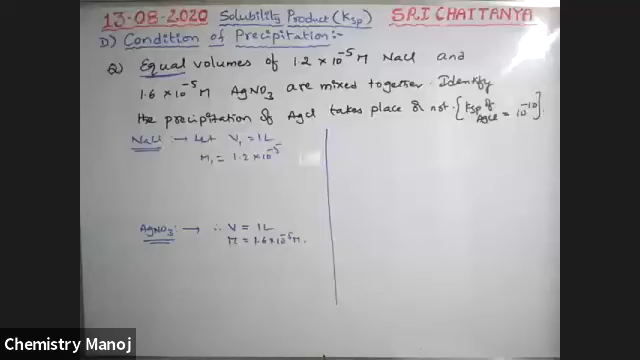 13-08-2020 Solubility Product (Ksp) SRI CHAITANYA
D) Condition of Precipitation:-
Q) Equal volumes of 1.2 × 10⁻⁵ M NaCl and
1.6 × 10⁻⁵ M AgNO₃ are mixed together. Identify
the precipitation of AgCl takes place or not. [Ksp of AgCl = 10⁻¹⁰].
NaCl → Let V₁ = 1L
M₁ = 1.2 × 10⁻⁵
AgNO₃: → ∴ V = 1L
M = 1.6 × 10⁻⁵ M.
Chemistry Manoj